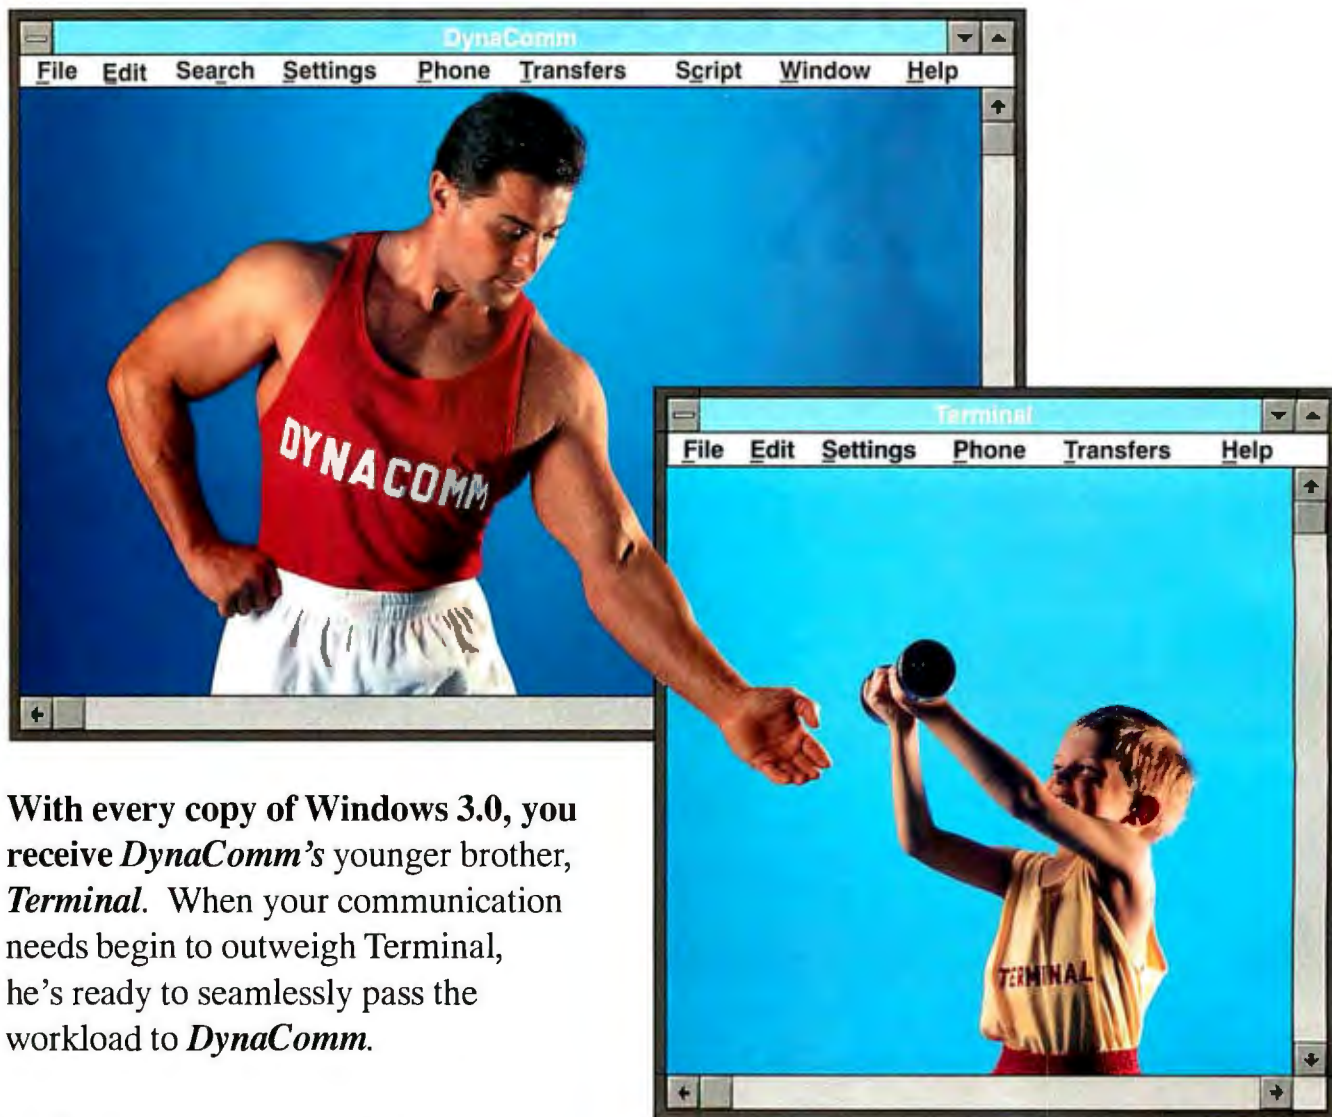 DynaComm
File Edit Search Settings Phone Transfers Script Window Help
DYNACOMM
Terminal
File Edit Settings Phone Transfers Help
TERMINAL
With every copy of Windows 3.0, you
receive DynaComm's younger brother,
Terminal. When your communication
needs begin to outweigh Terminal,
he's ready to seamlessly pass the
workload to DynaComm.